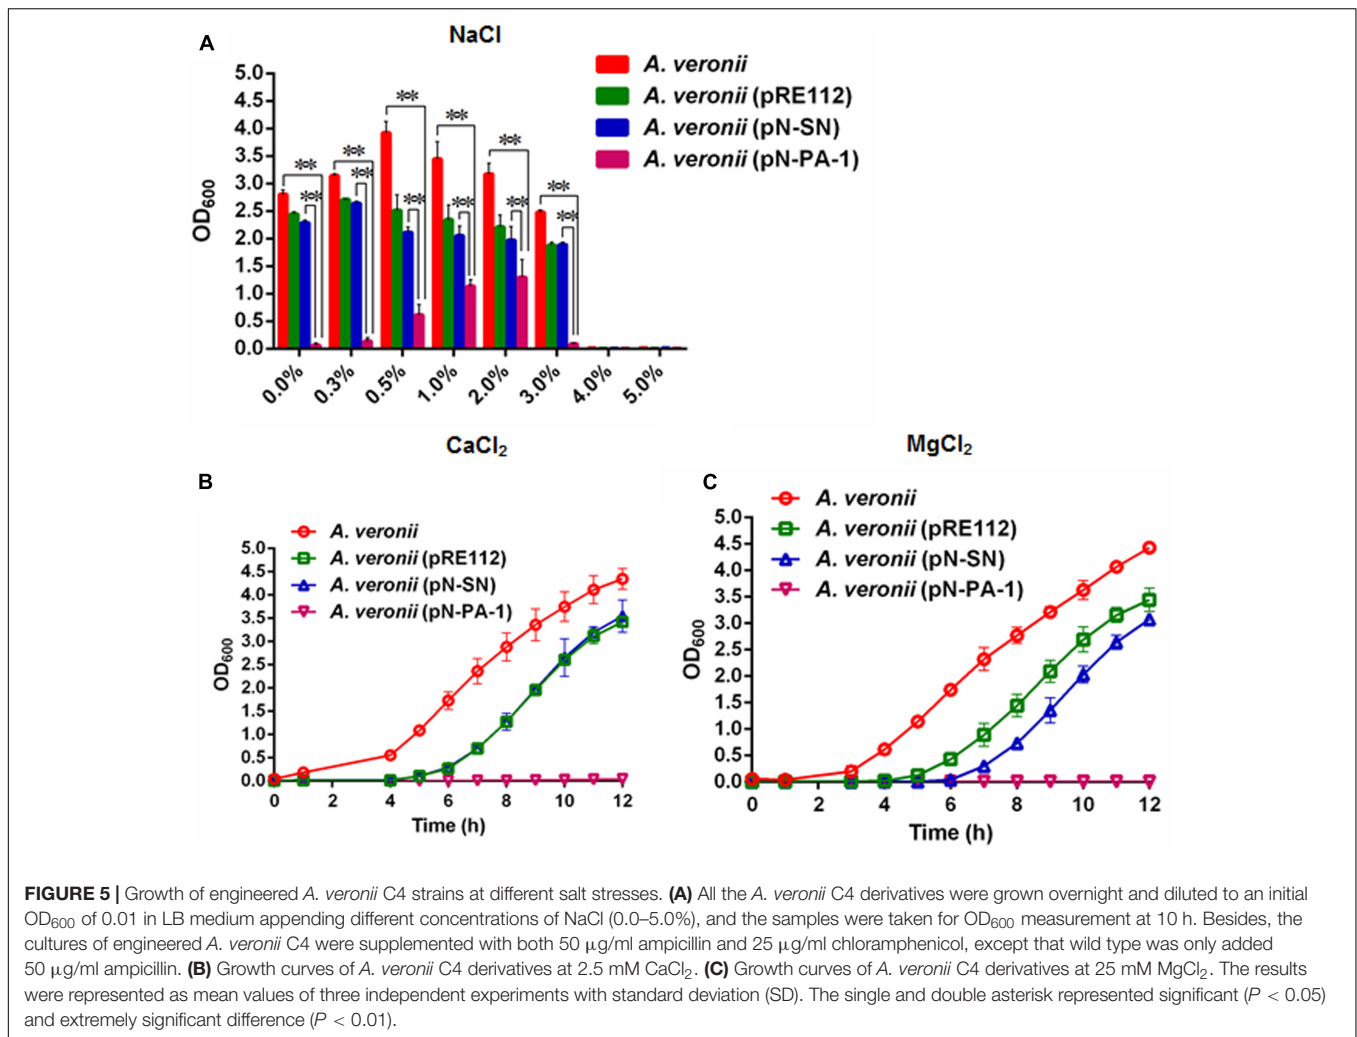 A
NaCl
A. veronii
A. veronii (pRE112)
A. veronii (pN-SN)
A. veronii (pN-PA-1)
OD600
5.0
4.5
4.0
3.5
3.0
2.5
2.0
1.5
1.0
0.5
0.0
** ** ** ** ** ** ** ** ** ** ** **
0.0% 0.3% 0.5% 1.0% 2.0% 3.0% 4.0% 5.0%
B
CaCl2
A. veronii
A. veronii (pRE112)
A. veronii (pN-SN)
A. veronii (pN-PA-1)
OD600
5.0
4.5
4.0
3.5
3.0
2.5
2.0
1.5
1.0
0.5
0.0
0 2 4 6 8 10 12
Time (h)
C
MgCl2
A. veronii
A. veronii (pRE112)
A. veronii (pN-SN)
A. veronii (pN-PA-1)
OD600
5.0
4.5
4.0
3.5
3.0
2.5
2.0
1.5
1.0
0.5
0.0
0 2 4 6 8 10 12
Time (h)
FIGURE 5 | Growth of engineered A. veronii C4 strains at different salt stresses. (A) All the A. veronii C4 derivatives were grown overnight and diluted to an initial
OD600 of 0.01 in LB medium appending different concentrations of NaCl (0.0–5.0%), and the samples were taken for OD600 measurement at 10 h. Besides, the
cultures of engineered A. veronii C4 were supplemented with both 50 μg/ml ampicillin and 25 μg/ml chloramphenicol, except that wild type was only added
50 μg/ml ampicillin. (B) Growth curves of A. veronii C4 derivatives at 2.5 mM CaCl2. (C) Growth curves of A. veronii C4 derivatives at 25 mM MgCl2. The results
were represented as mean values of three independent experiments with standard deviation (SD). The single and double asterisk represented significant (P < 0.05)
and extremely significant difference (P < 0.01).